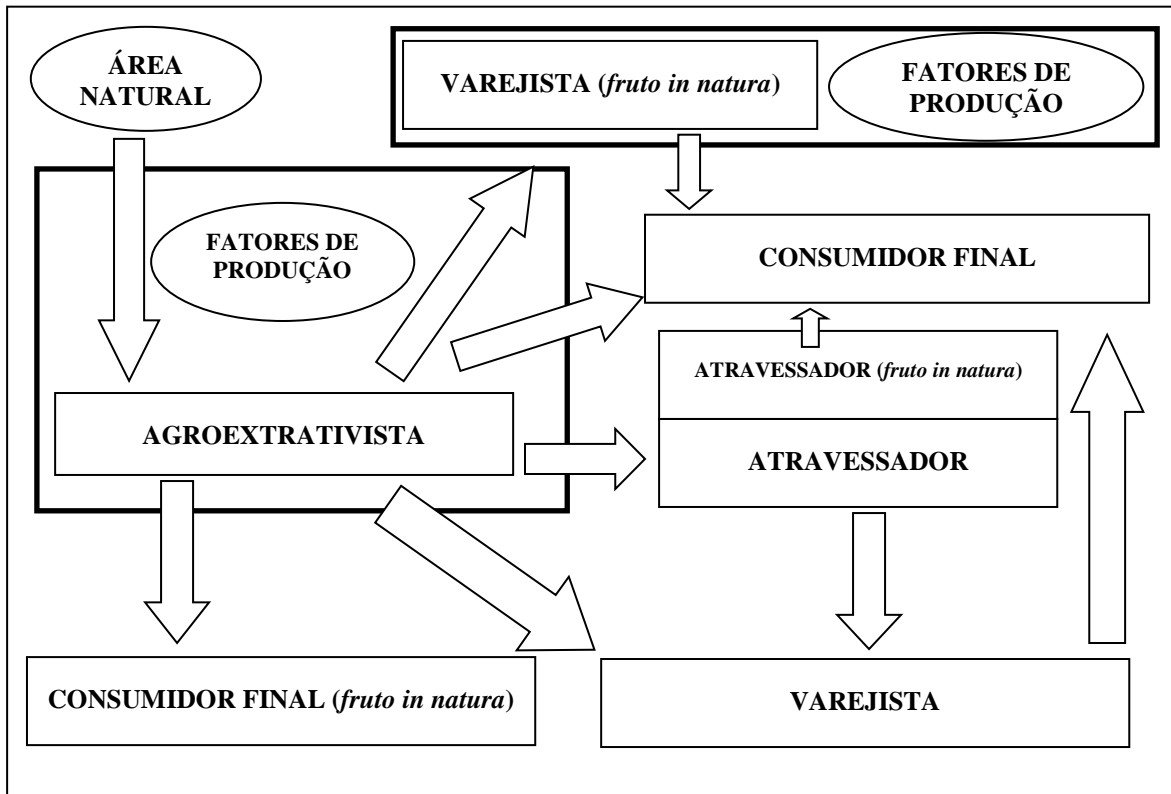 ÁREA
NATURAL
VAREJISTA (fruto in natura)
FATORES DE
PRODUÇÃO
FATORES DE
PRODUÇÃO
CONSUMIDOR FINAL
ATRAVESSADOR (fruto in natura)
AGROEXTRATIVISTA
ATRAVESSADOR
CONSUMIDOR FINAL (fruto in natura)
VAREJISTA